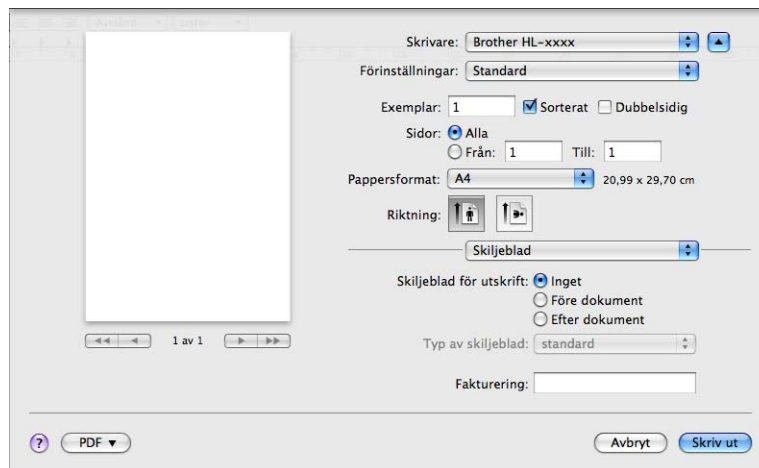 Skrivare: Brother HL-xxxx
Förinställningar: Standard
Exemplar: 1 Sorterat Dubbelsidig
Sidor: Alla
Från: 1 Till: 1
Pappersformat: A4 20,99 x 29,70 cm
Riktning:
Skiljeblad
Skiljeblad för utskrift: Inget
Före dokument
Efter dokument
1 av 1
Typ av skiljeblad: standard
Fakturering:
? PDF Avbryt Skriv ut